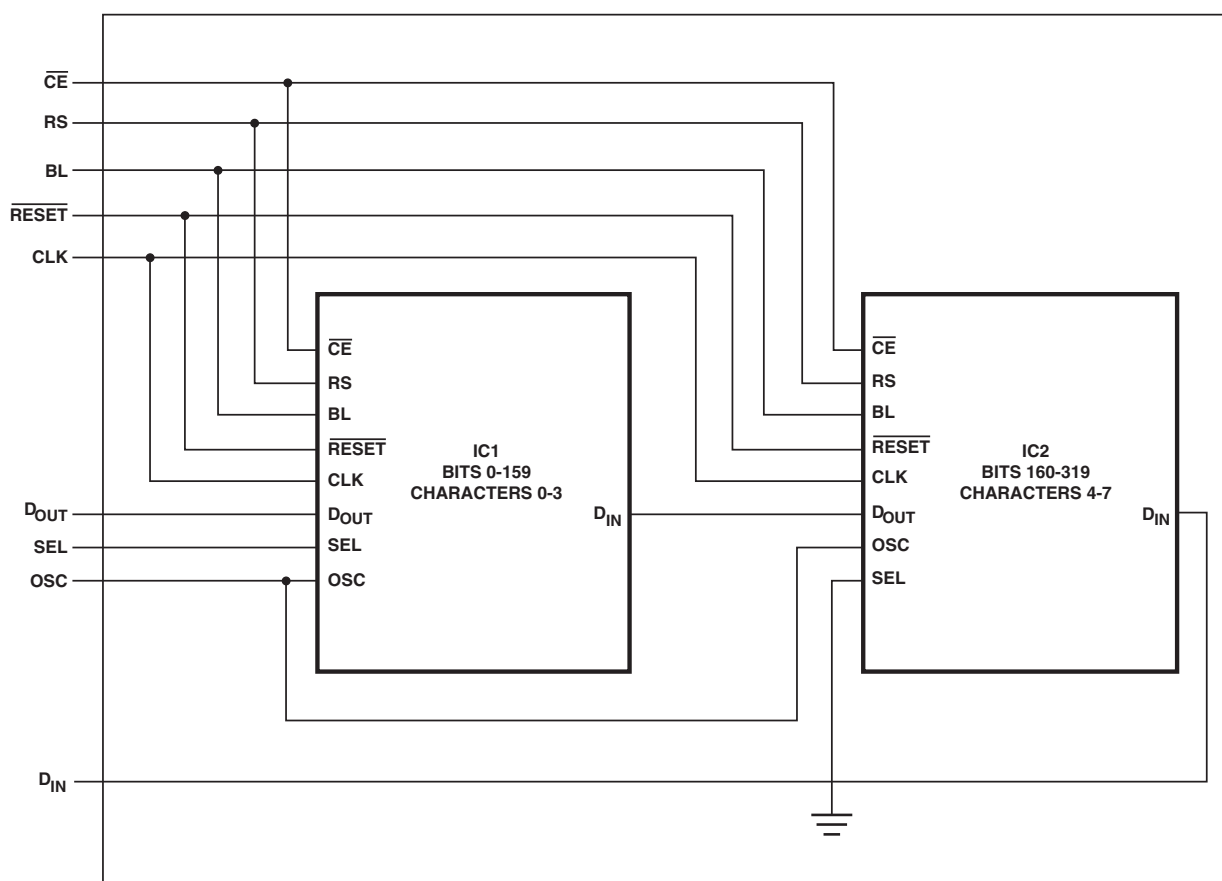 CE
RS
BL
RESET
CLK
DOUT
SEL
OSC
DIN
CE
RS
BL
RESET
CLK
DOUT
SEL
OSC
IC1
BITS 0-159
CHARACTERS 0-3
DIN
CE
RS
BL
RESET
CLK
DOUT
OSC
SEL
IC2
BITS 160-319
CHARACTERS 4-7
DIN